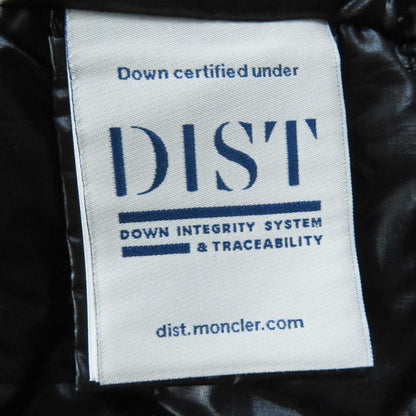 Down certified under
DIST
DOWN INTEGRITY SYSTEM
& TRACEABILITY
dist.moncler.com